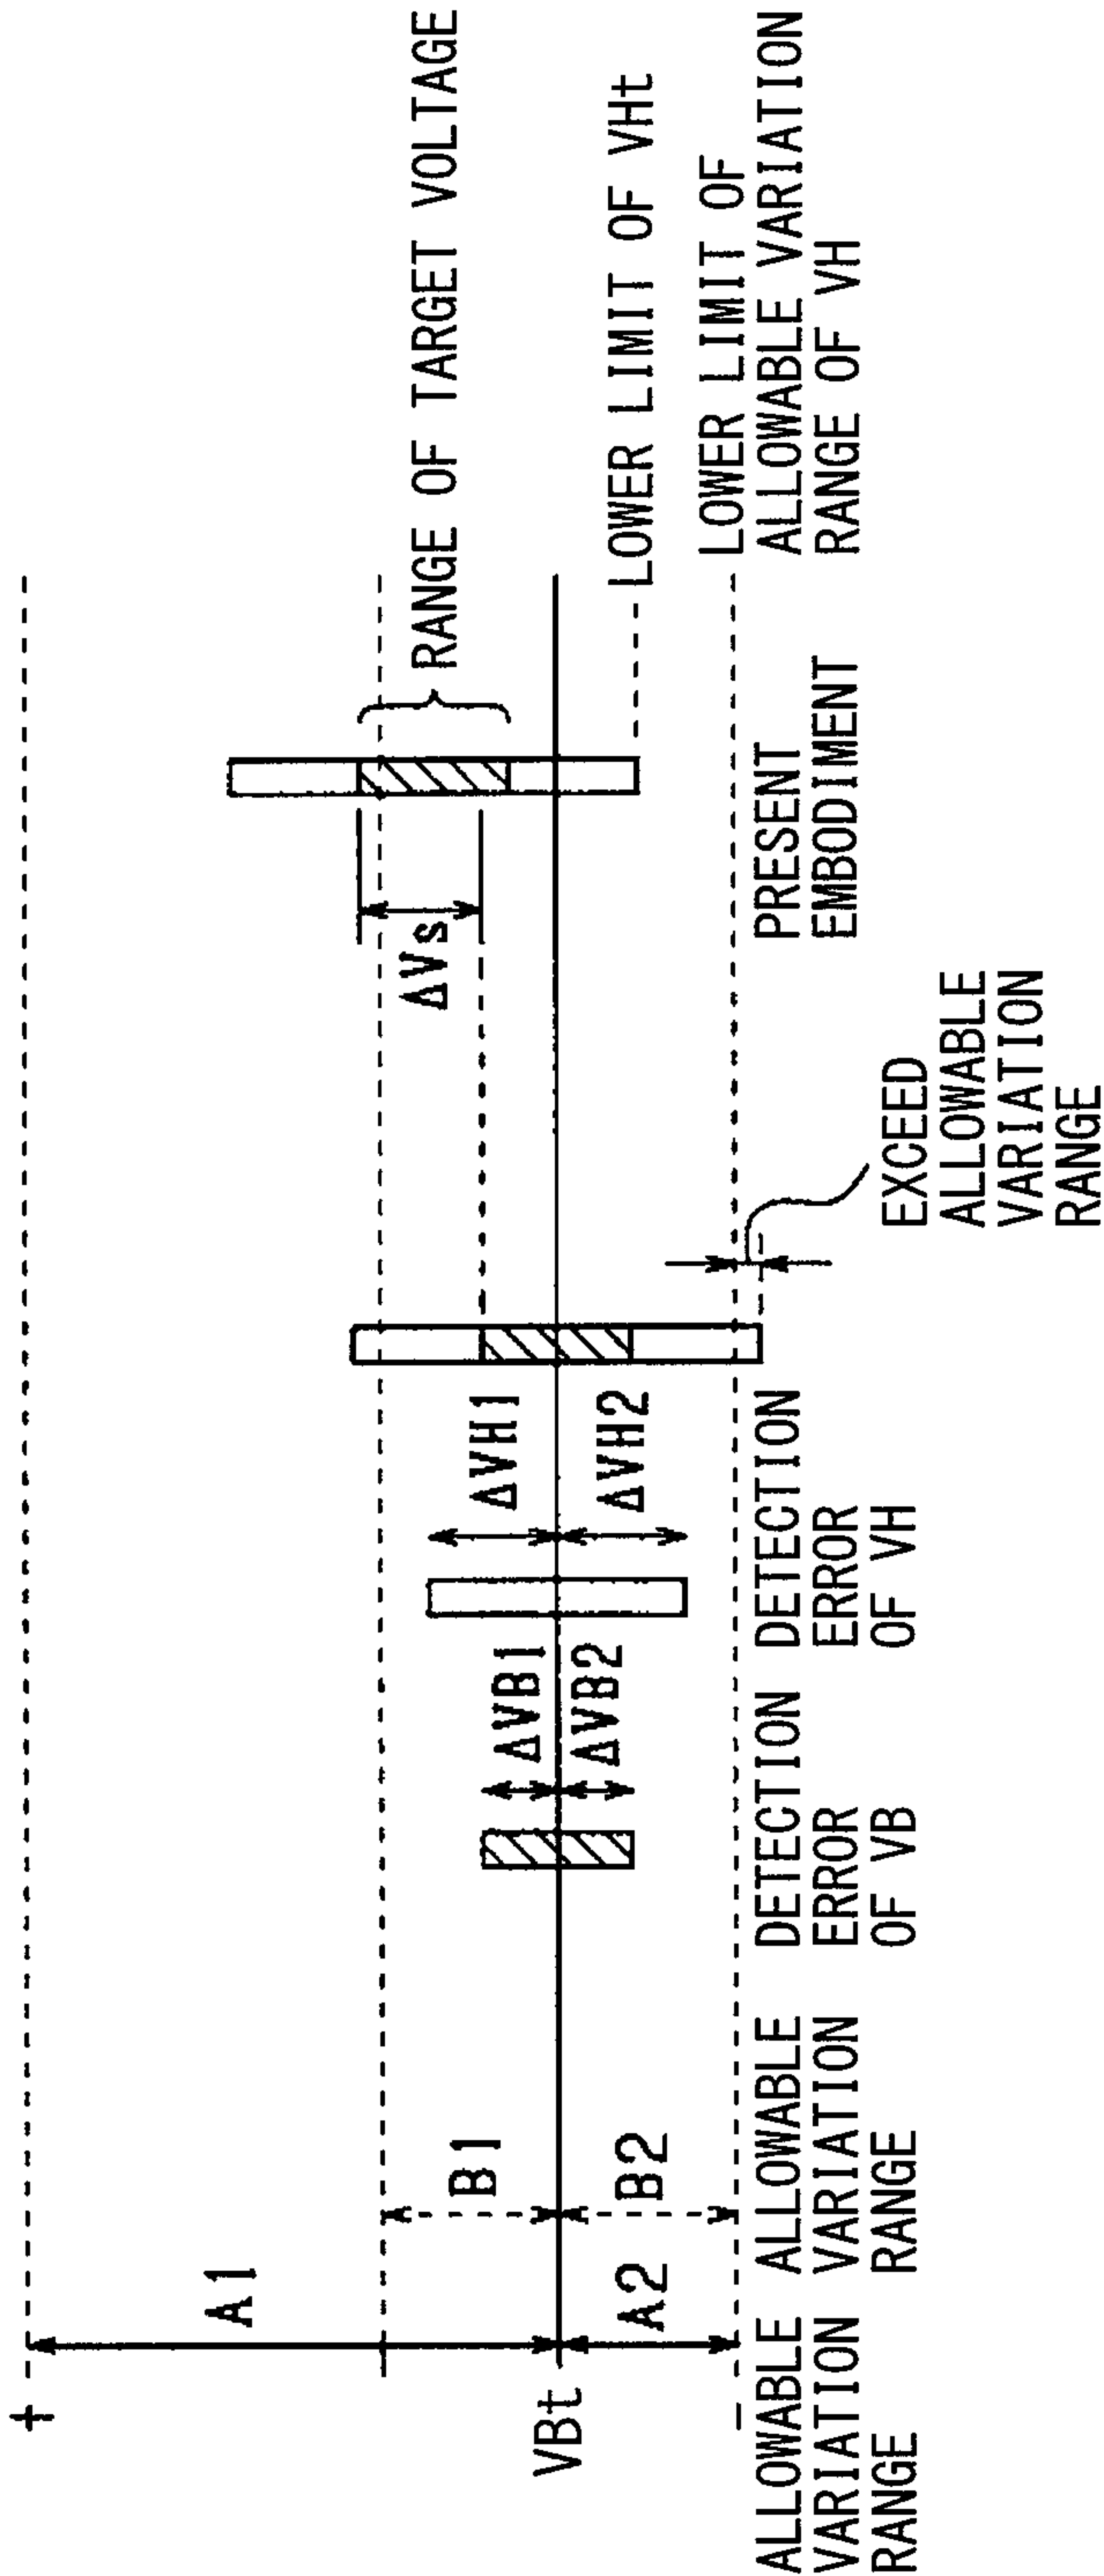 +
A1
B1
VBt
A2
B2
−
ALLOWABLE
VARIATION
RANGE
ALLOWABLE
VARIATION
RANGE
ΔVB1
ΔVB2
DETECTION
ERROR
OF VB
ΔVH1
ΔVH2
DETECTION
ERROR
OF VH
EXCEED
ALLOWABLE
VARIATION
RANGE
ΔVs
PRESENT
EMBODIMENT
RANGE OF TARGET VOLTAGE
LOWER LIMIT OF VHt
LOWER LIMIT OF
ALLOWABLE VARIATION
RANGE OF VH